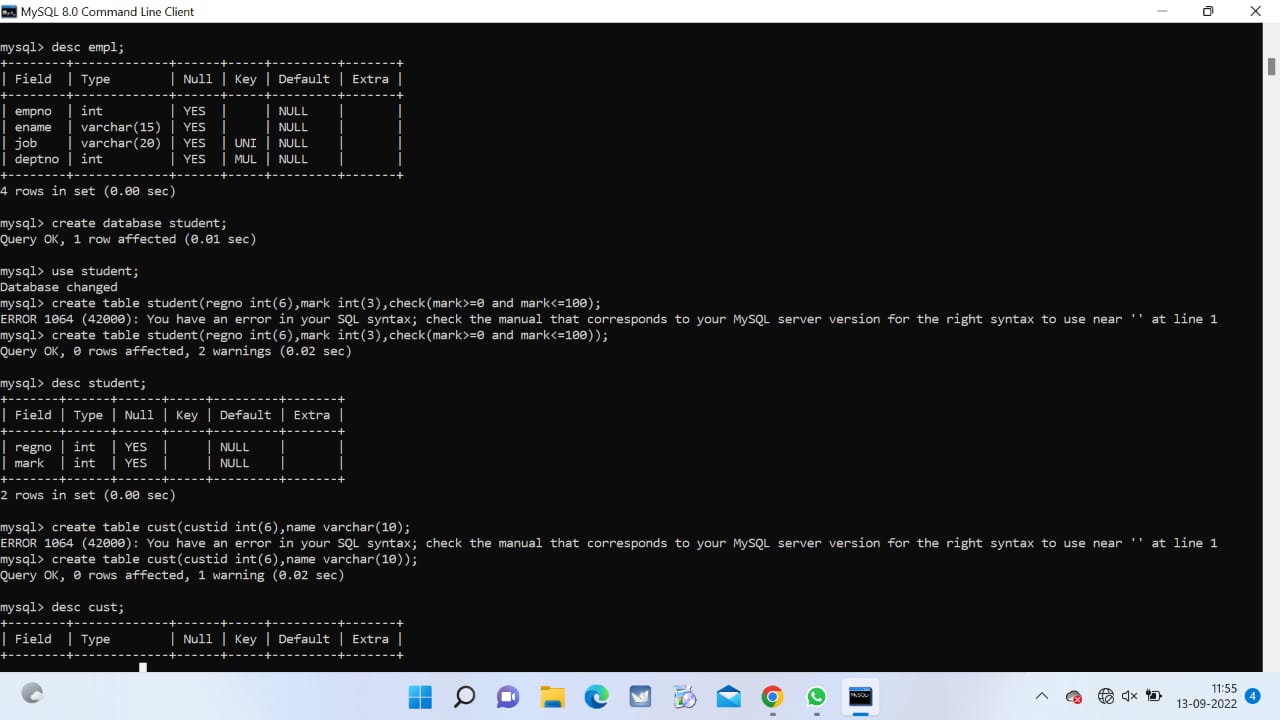 MySQL 8.0 Command Line Client
mysql> desc empl;
+--------+-------------+------+-----+---------+-------+
| Field  | Type        | Null | Key | Default | Extra |
+--------+-------------+------+-----+---------+-------+
| empno  | int         | YES  |     | NULL    |       |
| ename  | varchar(15) | YES  |     | NULL    |       |
| job    | varchar(20) | YES  | UNI | NULL    |       |
| deptno | int         | YES  | MUL | NULL    |       |
+--------+-------------+------+-----+---------+-------+
4 rows in set (0.00 sec)
mysql> create database student;
Query OK, 1 row affected (0.01 sec)
mysql> use student;
Database changed
mysql> create table student(regno int(6),mark int(3),check(mark>=0 and mark<=100);
ERROR 1064 (42000): You have an error in your SQL syntax; check the manual that corresponds to your MySQL server version for the right syntax to use near '' at line 1
mysql> create table student(regno int(6),mark int(3),check(mark>=0 and mark<=100));
Query OK, 0 rows affected, 2 warnings (0.02 sec)
mysql> desc student;
+-------+------+------+-----+---------+-------+
| Field | Type | Null | Key | Default | Extra |
+-------+------+------+-----+---------+-------+
| regno | int  | YES  |     | NULL    |       |
| mark  | int  | YES  |     | NULL    |       |
+-------+------+------+-----+---------+-------+
2 rows in set (0.00 sec)
mysql> create table cust(custid int(6),name varchar(10);
ERROR 1064 (42000): You have an error in your SQL syntax; check the manual that corresponds to your MySQL server version for the right syntax to use near '' at line 1
mysql> create table cust(custid int(6),name varchar(10));
Query OK, 0 rows affected, 1 warning (0.02 sec)
mysql> desc cust;
+--------+-------------+------+-----+---------+-------+
| Field  | Type        | Null | Key | Default | Extra |
+--------+-------------+------+-----+---------+-------+
11:55
13-09-2022
4